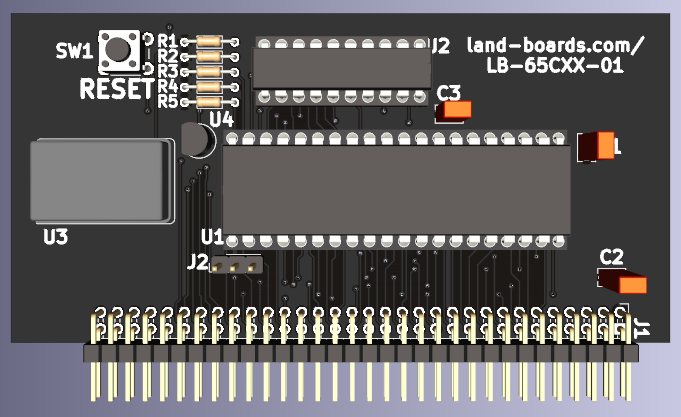 SW1
RESET
R1
R2
R3
R4
R5
U2
land-boards.com/
LB-65CXX-01
C3
U4
1
U3
U1
J2
C2
J1